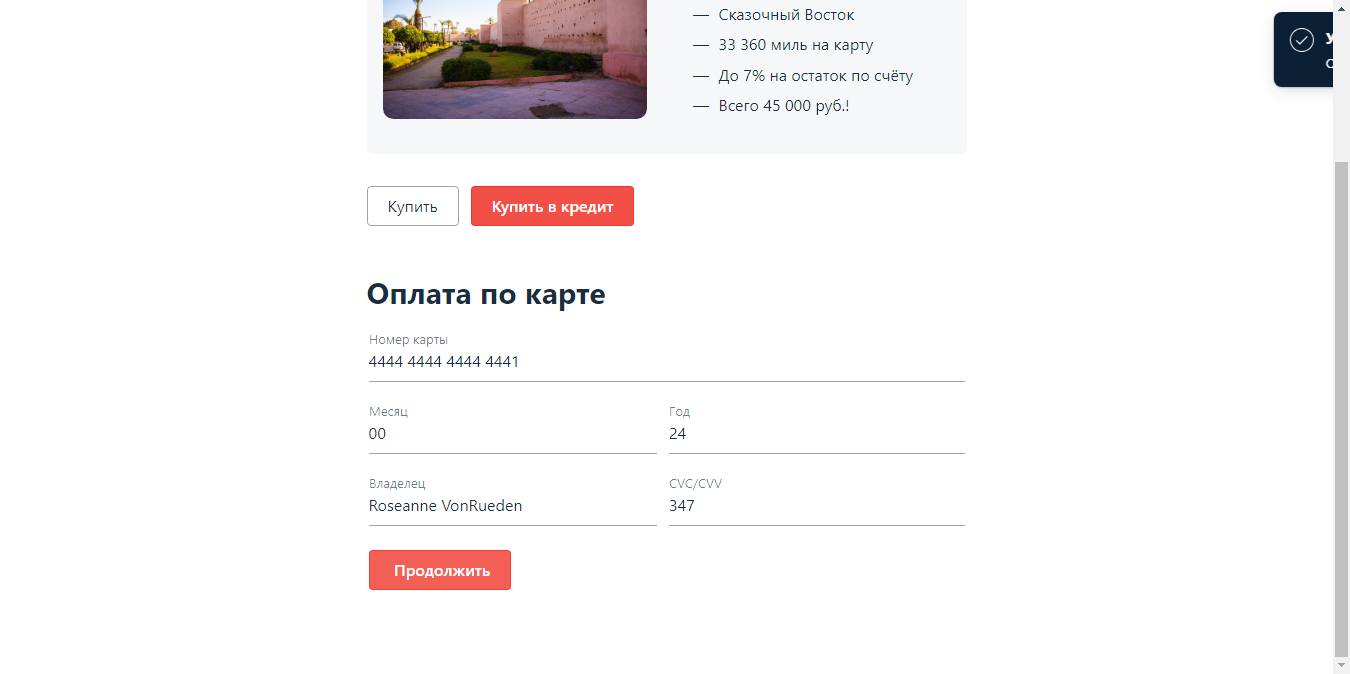 — Сказочный Восток
— 33 360 миль на карту
— До 7% на остаток по счёту
— Всего 45 000 руб.!
Купить
Купить в кредит
Оплата по карте
Номер карты
4444 4444 4444 4441
Месяц
Год
00
24
Владелец
CVC/CVV
Roseanne VonRueden
347
Продолжить